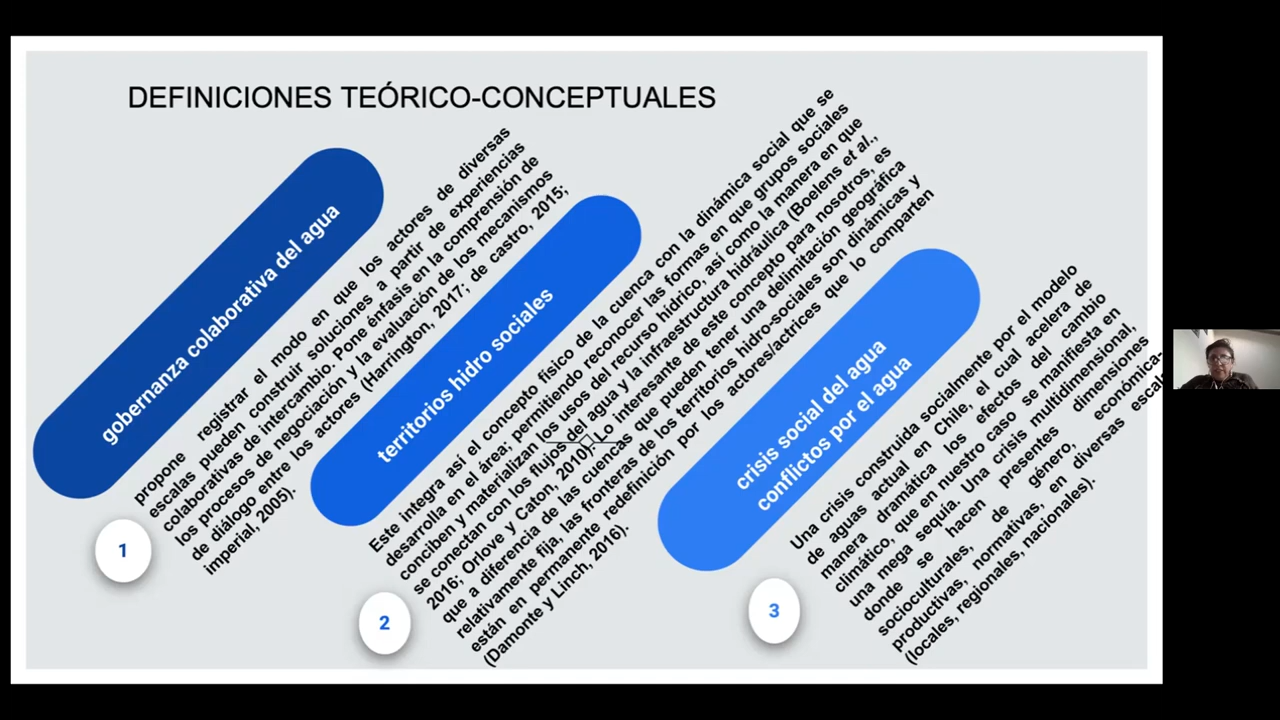 DEFINICIONES TEÓRICO-CONCEPTUALES
gobernanza colaborativa del agua
propone registrar el modo en que los actores de diversas
escalas pueden construir soluciones a partir de experiencias
colaborativas de intercambio. Pone énfasis en la comprensión de
los procesos de negociación y la evaluación de los mecanismos
de diálogo entre los actores (Harrington, 2017; de castro, 2015;
imperial, 2005).
1
territorios hidro sociales
Este integra así el concepto físico de la cuenca con la dinámica social que se
desarrolla en el área; permitiendo reconocer las formas en que grupos sociales
conciben y materializan los usos del recurso hídrico, así como la manera en que
se conectan con los flujos del agua y la infraestructura hidráulica (Boelens et al.,
2016; Orlove y Caton, 2010). Lo interesante de este concepto para nosotros, es
que a diferencia de las cuencas que pueden tener una delimitación geográfica
relativamente fija, las fronteras de los territorios hidro-sociales son dinámicas y
están en permanente redefinición por los actores/actrices que lo comparten
(Damonte y Linch, 2016).
2
crisis social del agua
conflictos por el agua
Una crisis construida socialmente por el modelo
de aguas actual en Chile, el cual acelera de
manera dramática los efectos del cambio
climático, que en nuestro caso se manifiesta en
una mega sequía. Una crisis multidimensional,
donde se hacen presentes dimensiones
socioculturales, de género, económica-
productivas, normativas, en diversas escalas
(locales, regionales, nacionales).
3